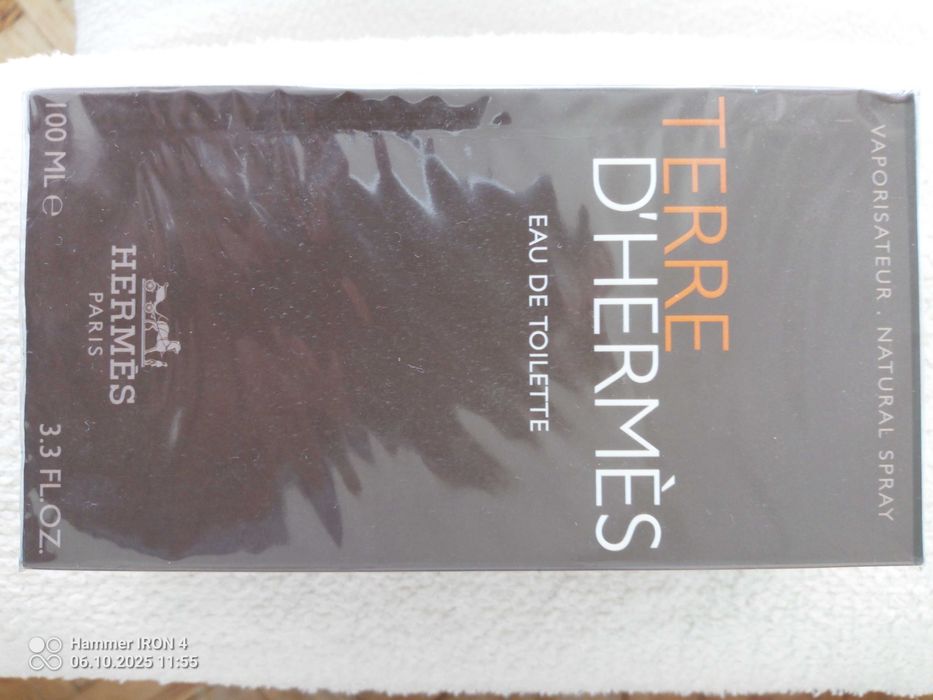 VAPORISATEUR . NATURAL SPRAY
TERRE
D'HERMÈS
EAU DE TOILETTE
HERMÈS
PARIS
100 ML ℮
3.3 FL.OZ.
Hammer IRON 4
06.10.2025 11:55